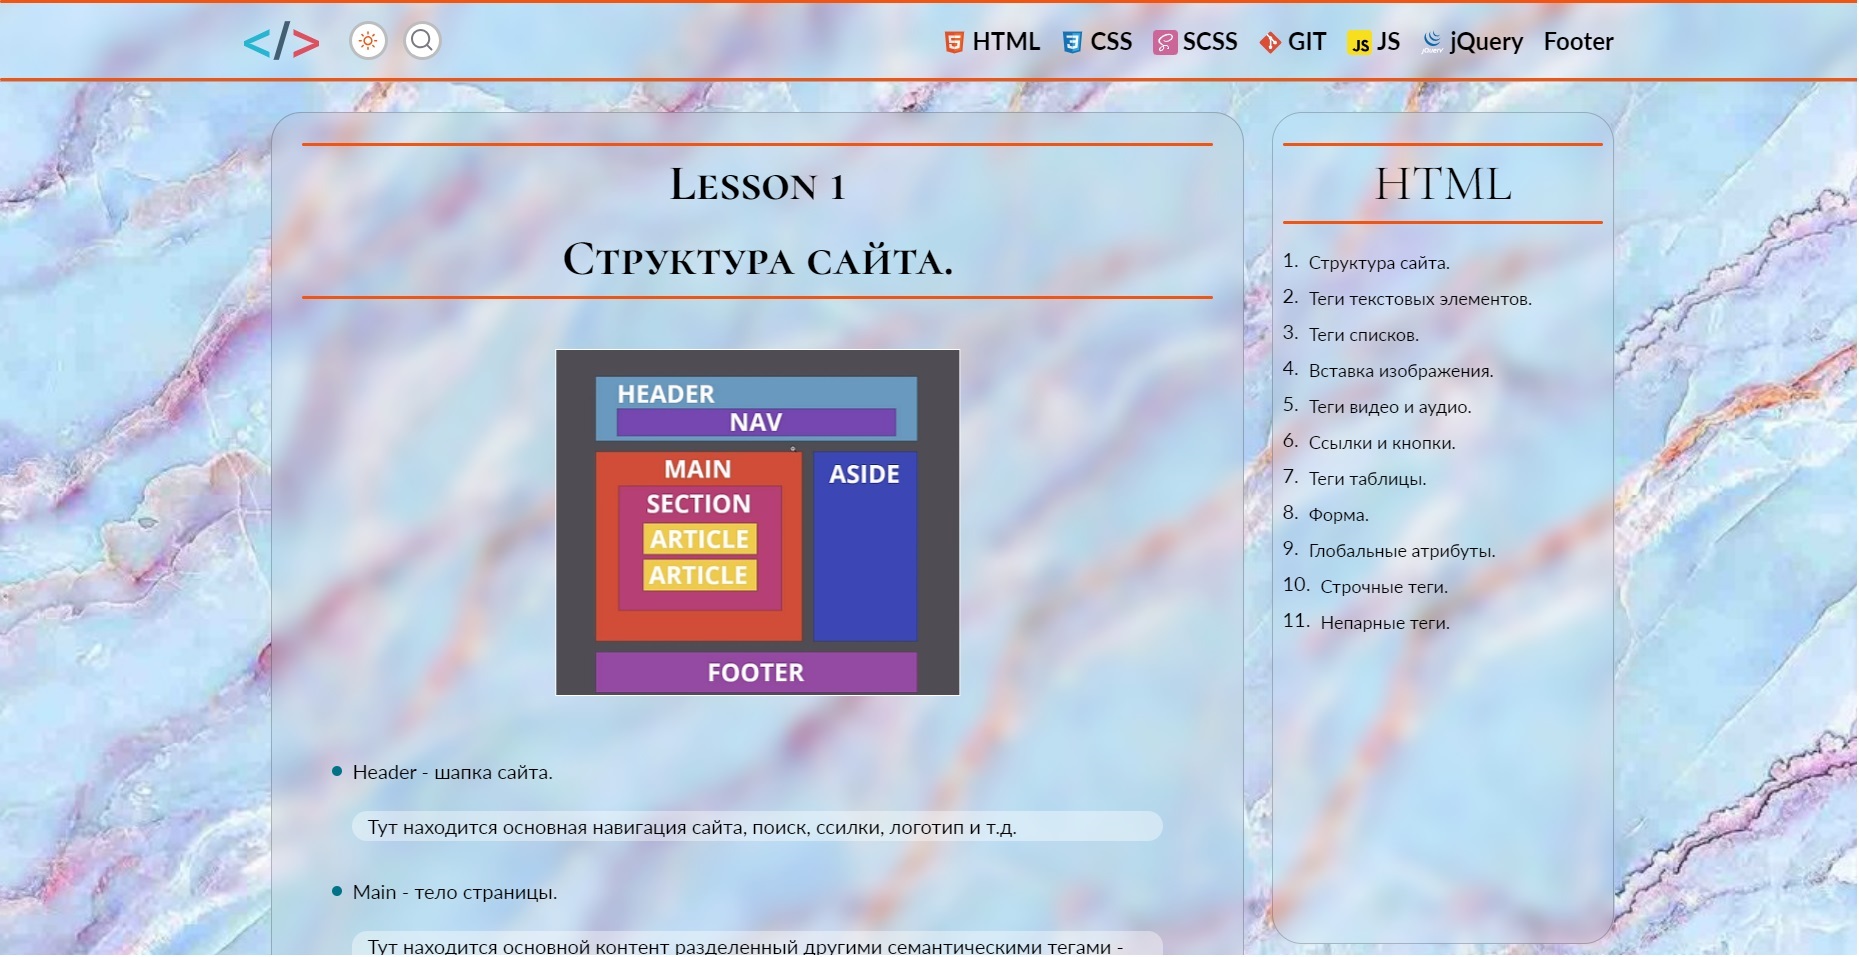 </>
HTML CSS SCSS GIT JS JS jQuery Footer
Lesson 1
Структура сайта.
HEADER
NAV
MAIN
SECTION
ARTICLE
ARTICLE
ASIDE
FOOTER
Header - шапка сайта.
Тут находится основная навигация сайта, поиск, ссилки, логотип и т.д.
Main - тело страницы.
Тут находится основной контент разделенный другими семантическими тегами -
HTML
1. Структура сайта.
2. Теги текстовых элементов.
3. Теги списков.
4. Вставка изображения.
5. Теги видео и аудио.
6. Ссылки и кнопки.
7. Теги таблицы.
8. Форма.
9. Глобальные атрибуты.
10. Строчные теги.
11. Непарные теги.